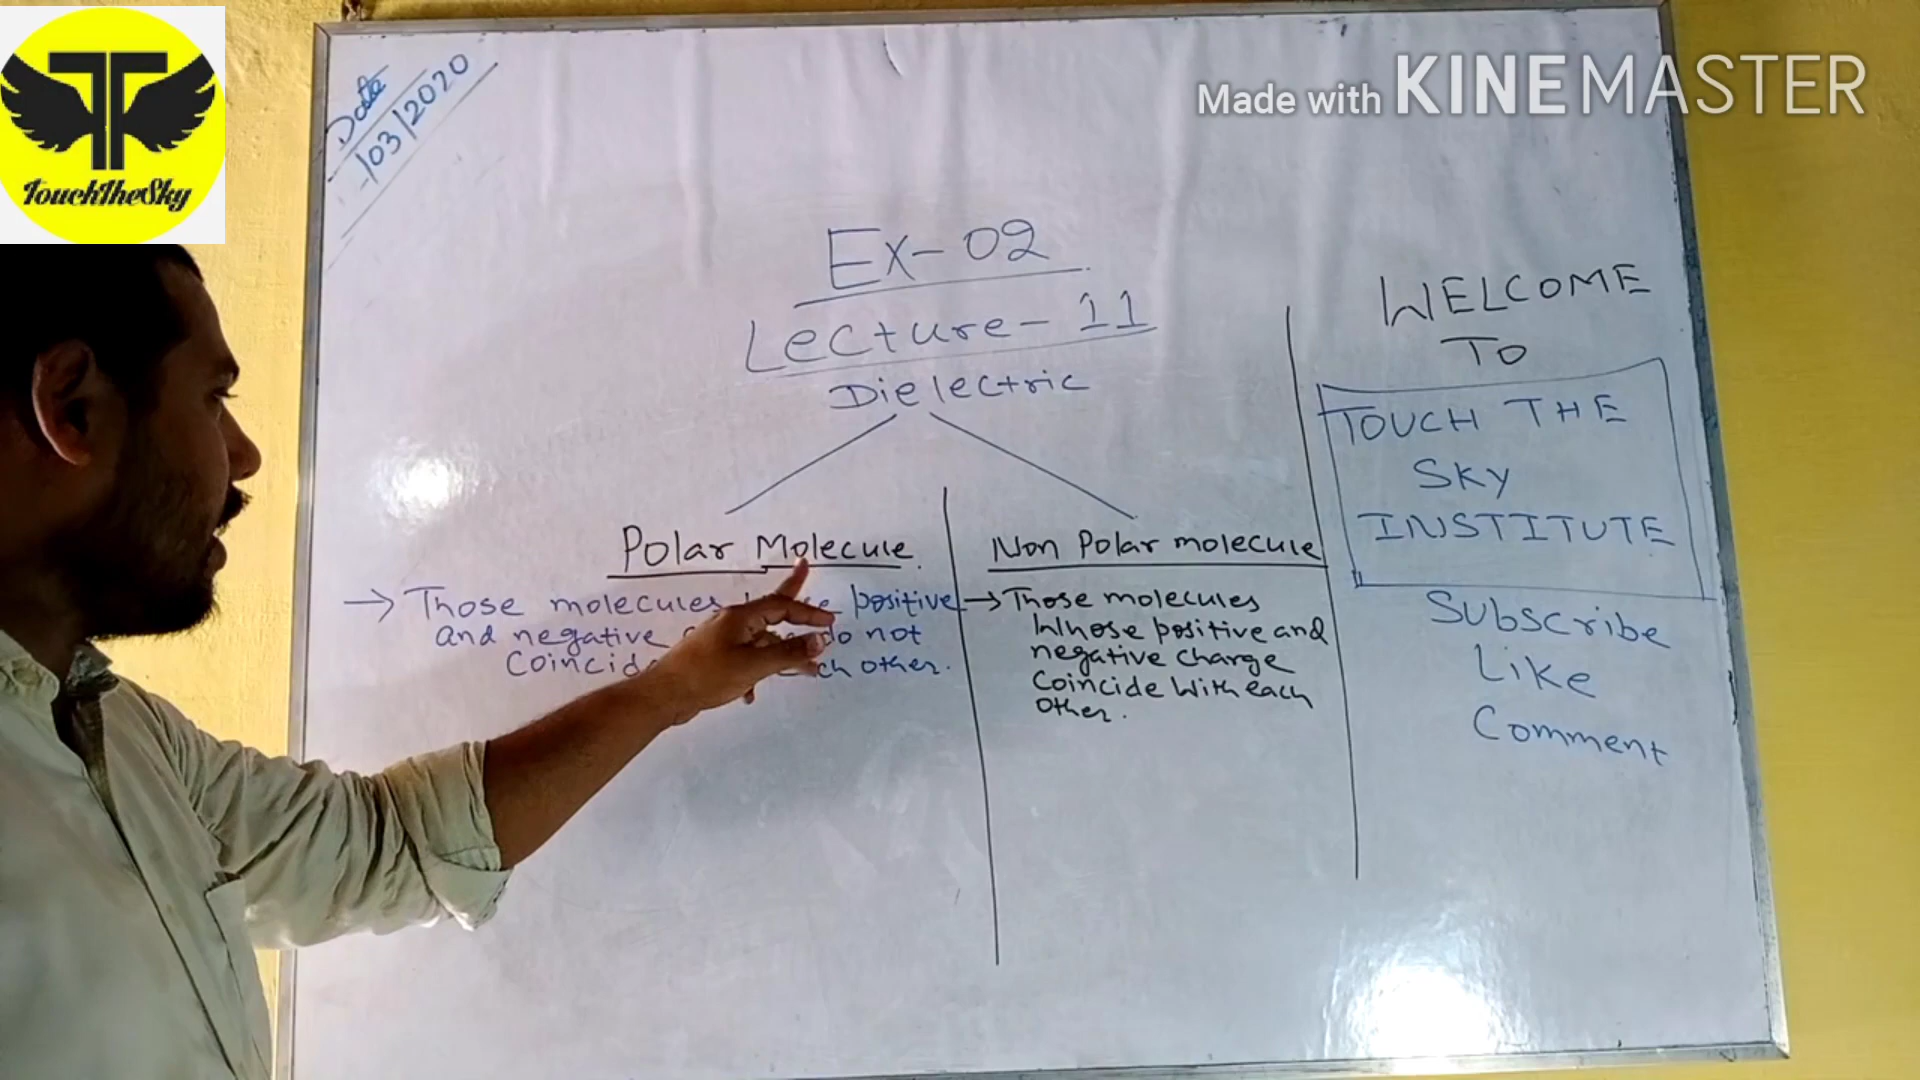 TouchTheSky
Made with KINEMASTER
Date
-/03/2020
Ex-02
Lecture-11
Dielectric
Polar Molecule.
→ Those molecules positive
and negative do not
Coincide each other.
Non Polar molecule
→ Those molecules
Whose positive and
negative charge
Coincide with each
other.
WELCOME
TO
TOUCH THE
SKY
INSTITUTE
Subscribe
Like
Comment